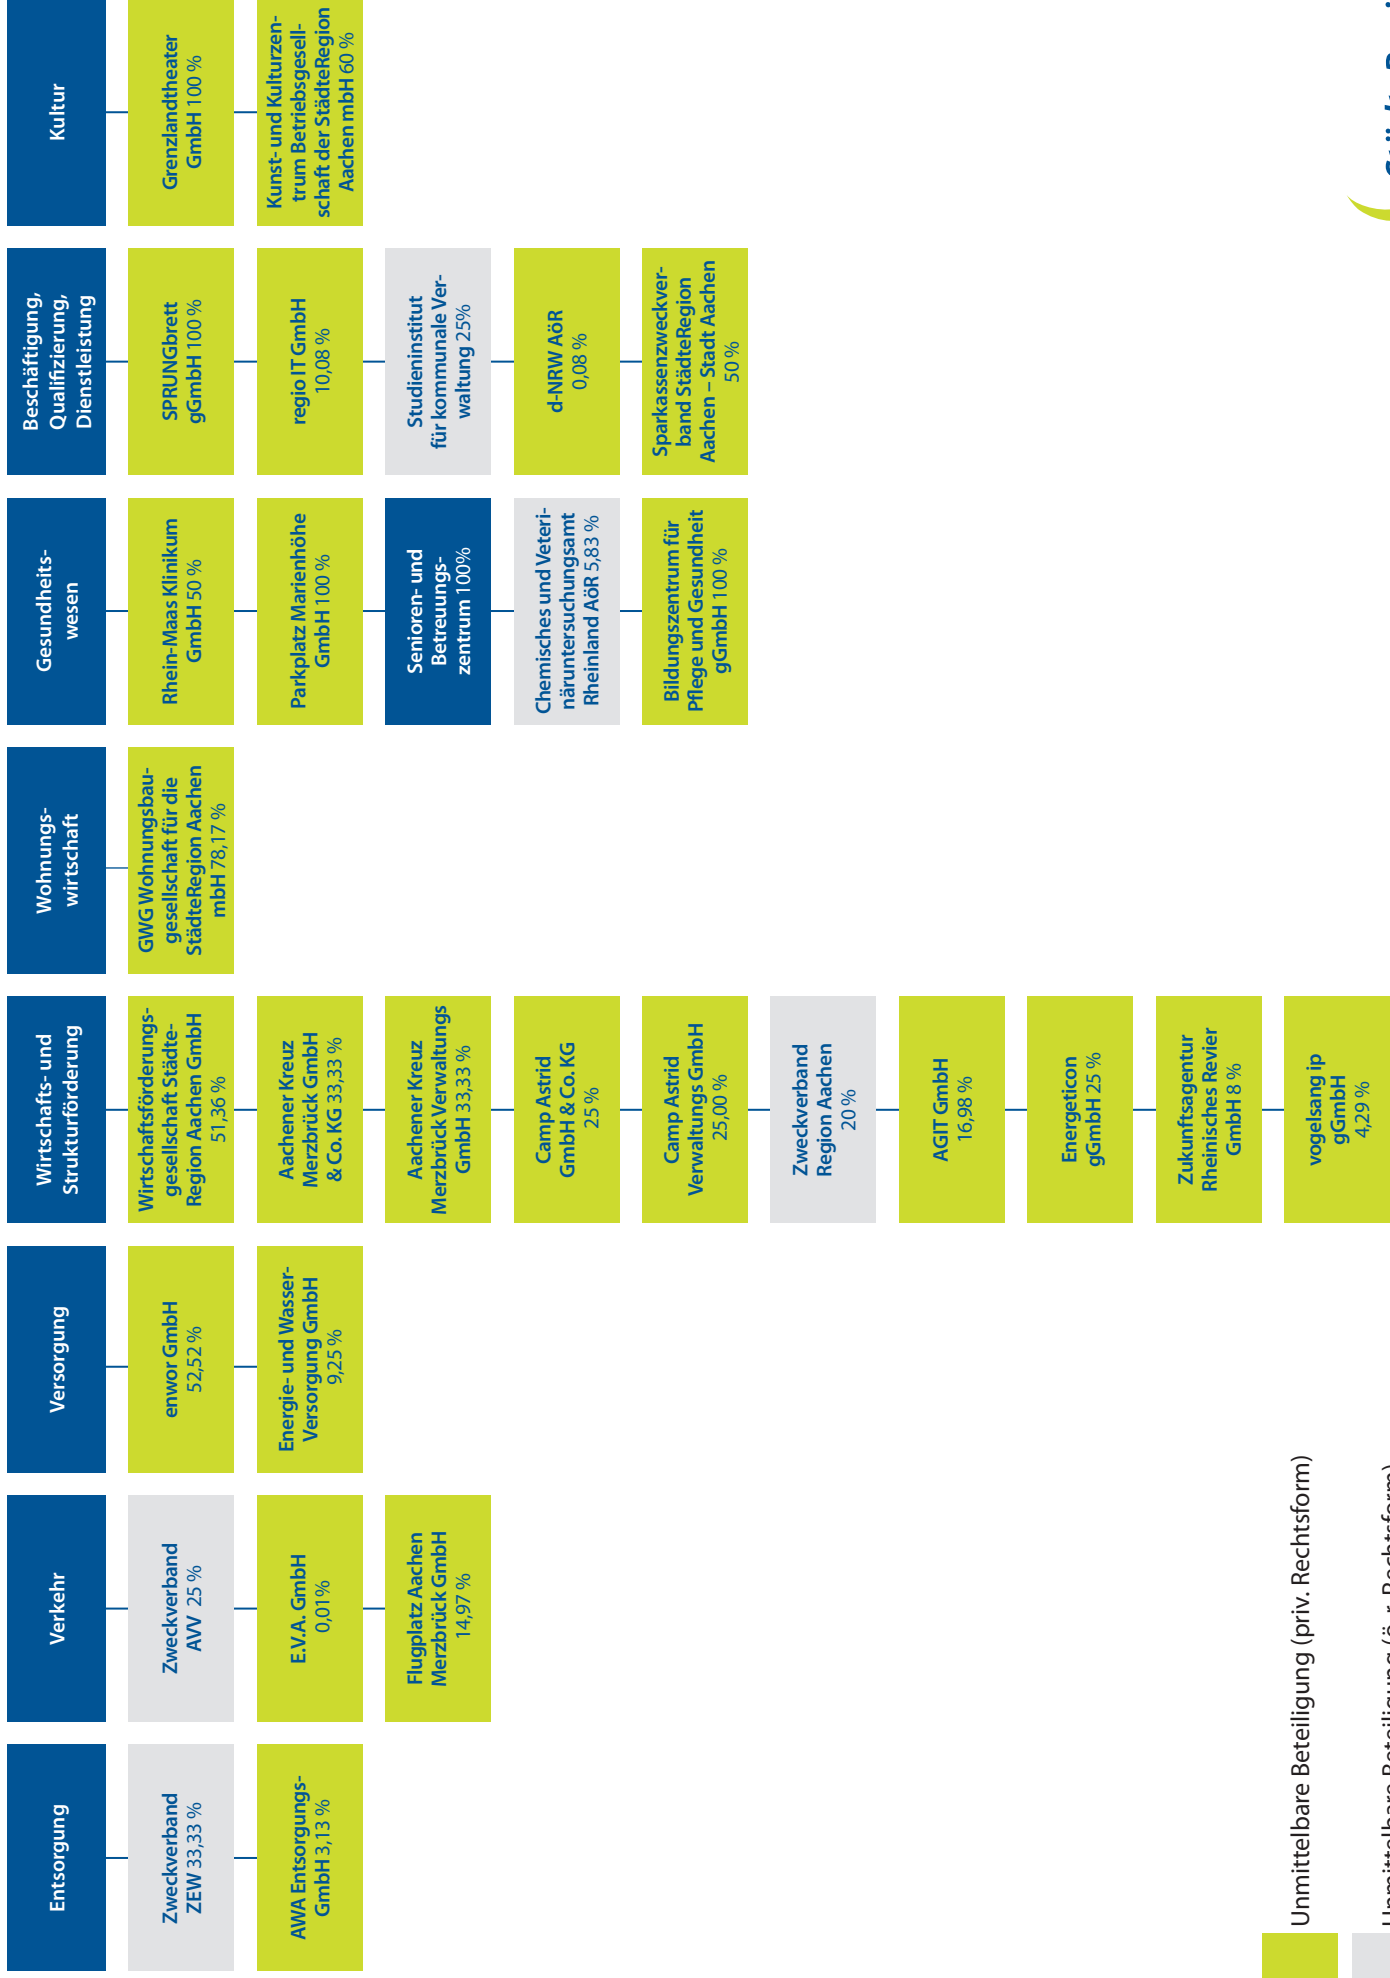 Entsorgung
Zweckverband
ZEW 33,33 %
AWA Entsorgungs-
GmbH 3,13 %
Verkehr
Zweckverband
AVV 25 %
E.V.A. GmbH
0,01%
Flugplatz Aachen
Merzbrück GmbH
14,97 %
Versorgung
enwor GmbH
52,52 %
Energie- und Wasser-
Versorgung GmbH
9,25 %
Wirtschafts- und
Strukturförderung
Wirtschaftsförderungs-
gesellschaft Städte-
Region Aachen GmbH
51,36 %
Aachener Kreuz
Merzbrück GmbH
& Co. KG 33,33 %
Aachener Kreuz
Merzbrück Verwaltungs
GmbH 33,33 %
Camp Astrid
GmbH & Co. KG
25 %
Camp Astrid
Verwaltungs GmbH
25,00 %
Zweckverband
Region Aachen
20 %
AGIT GmbH
16,98 %
Energeticon
gGmbH 25 %
Zukunftsagentur
Rheinisches Revier
GmbH 8 %
vogelsang ip
gGmbH
4,29 %
Wohnungs-
wirtschaft
GWG Wohnungsbau-
gesellschaft für die
StädteRegion Aachen
mbH 78,17 %
Gesundheits-
wesen
Rhein-Maas Klinikum
GmbH 50 %
Parkplatz Marienhöhe
GmbH 100 %
Senioren- und
Betreuungs-
zentrum 100%
Chemisches und Veteri-
näruntersuchungsamt
Rheinland AöR 5,83 %
Bildungszentrum für
Pflege und Gesundheit
gGmbH 100 %
Beschäftigung,
Qualifizierung,
Dienstleistung
SPRUNGbrett
gGmbH 100 %
regio IT GmbH
10,08 %
Studieninstitut
für kommunale Ver-
waltung 25%
d-NRW AöR
0,08 %
Sparkassenzweckver-
band StädteRegion
Aachen – Stadt Aachen
50 %
Kultur
Grenzlandtheater
GmbH 100 %
Kunst- und Kulturzen-
trum Betriebsgesell-
schaft der StädteRegion
Aachen mbH 60 %
Unmittelbare Beteiligung (priv. Rechtsform)
Unmittelbare Beteiligung (ö. r. Rechtsform)